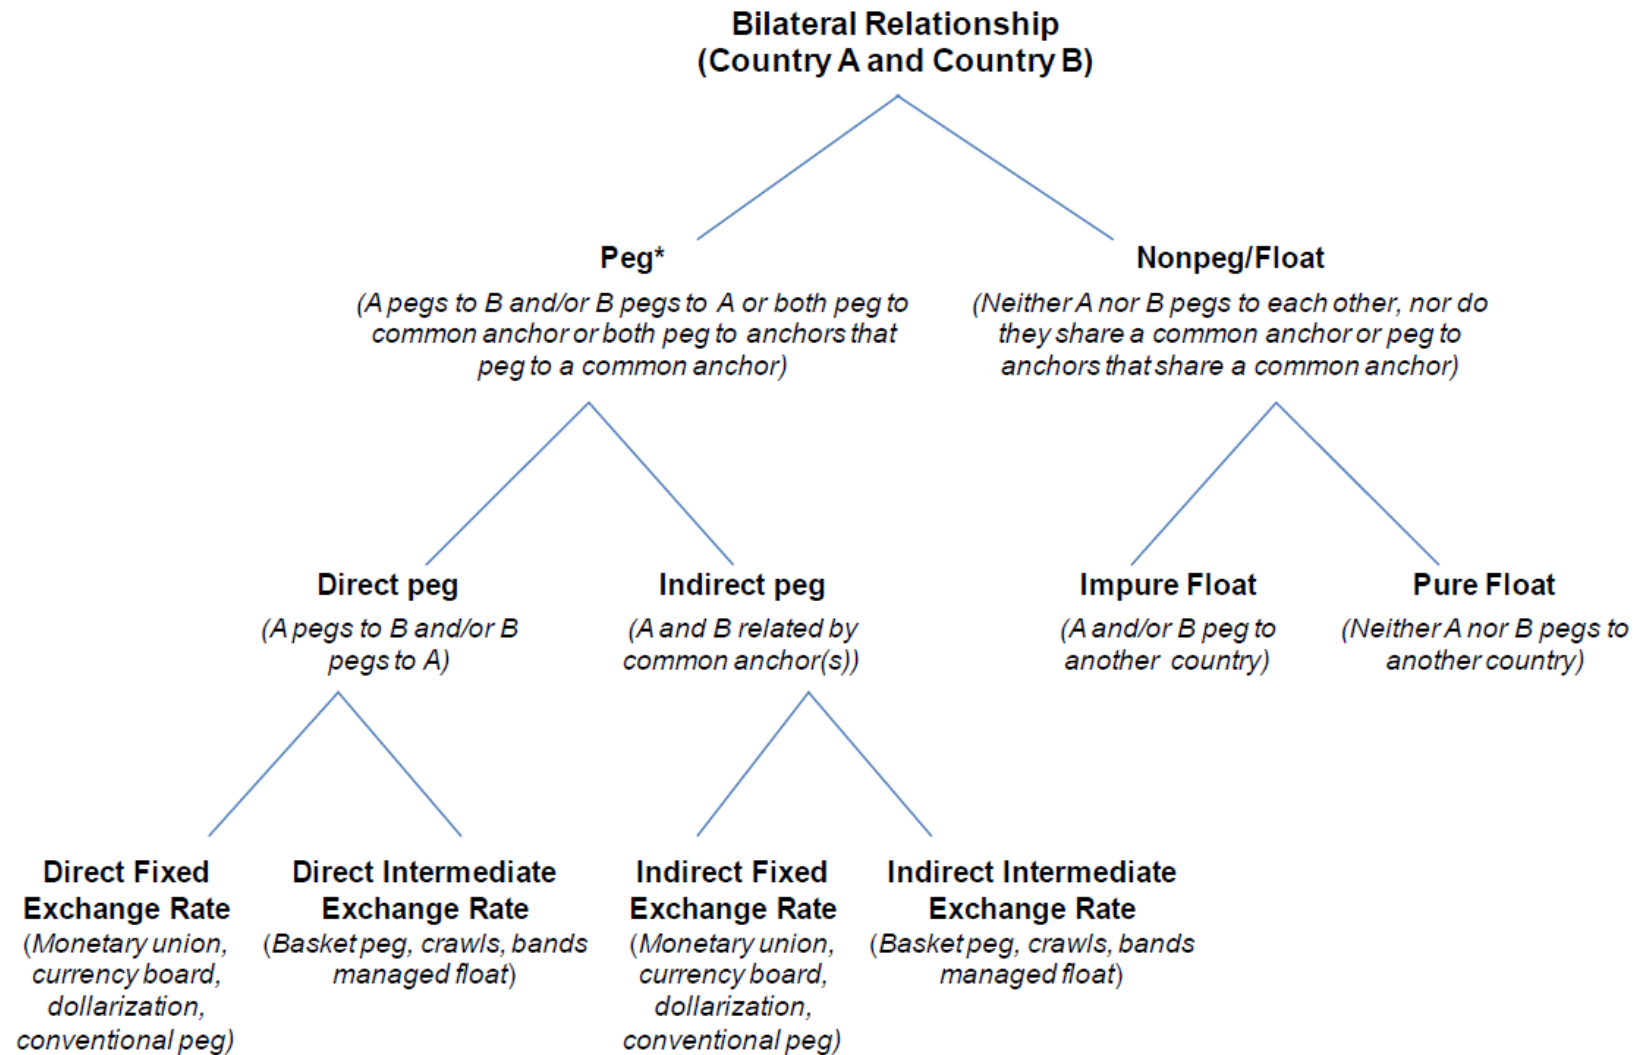 Bilateral Relationship
(Country A and Country B)
Peg*
(A pegs to B and/or B pegs to A or both peg to
common anchor or both peg to anchors that
peg to a common anchor)
Nonpeg/Float
(Neither A nor B pegs to each other, nor do
they share a common anchor or peg to
anchors that share a common anchor)
Direct peg
(A pegs to B and/or B
pegs to A)
Indirect peg
(A and B related by
common anchor(s))
Impure Float
(A and/or B peg to
another country)
Pure Float
(Neither A nor B pegs to
another country)
Direct Fixed
Exchange Rate
(Monetary union,
currency board,
dollarization,
conventional peg)
Direct Intermediate
Exchange Rate
(Basket peg, crawls, bands
managed float)
Indirect Fixed
Exchange Rate
(Monetary union,
currency board,
dollarization,
conventional peg)
Indirect Intermediate
Exchange Rate
(Basket peg, crawls, bands
managed float)